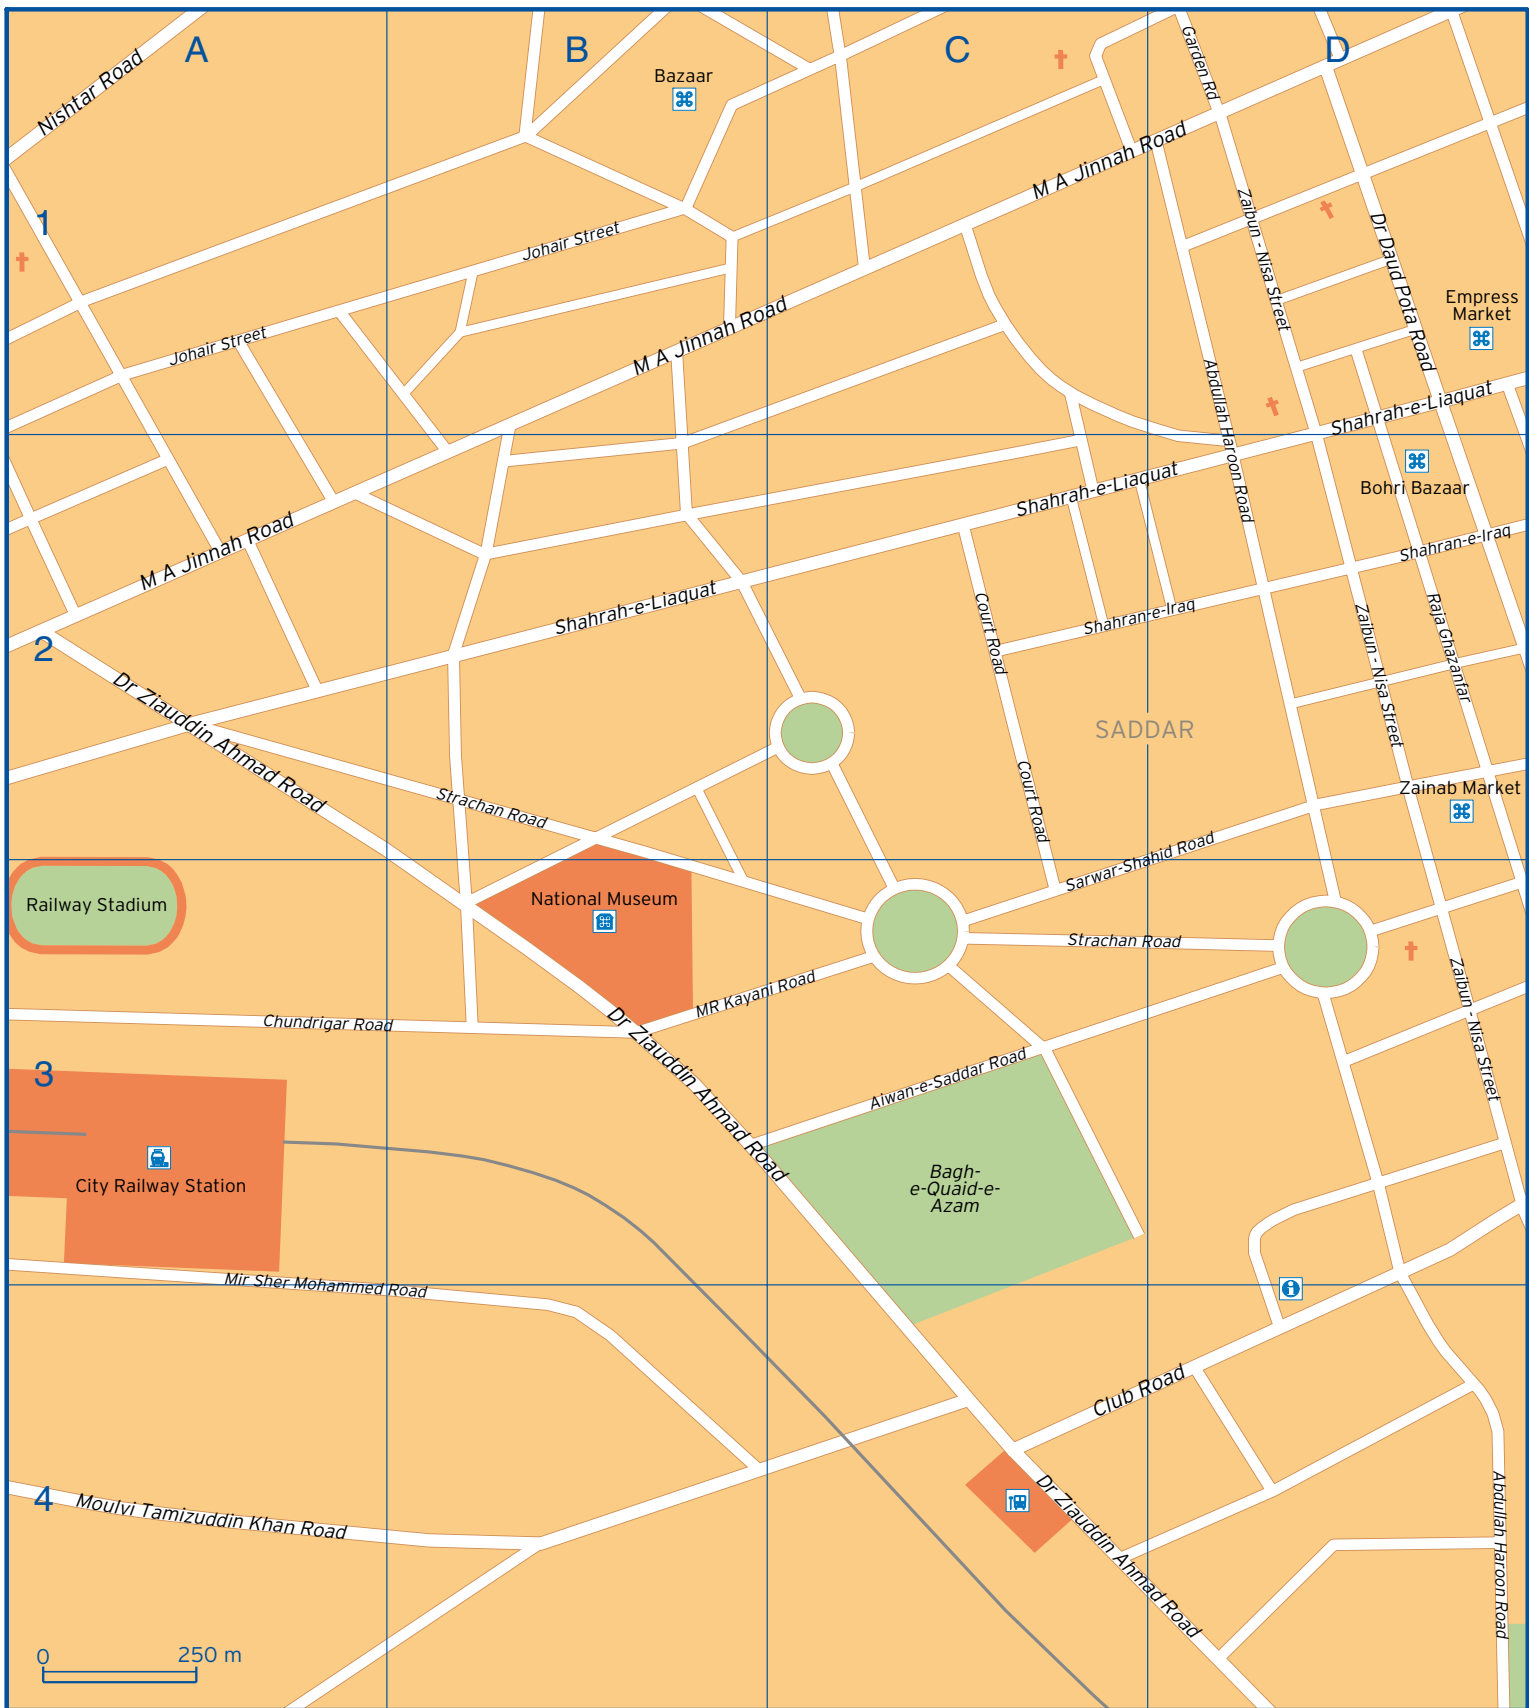 A
B
C
D
Nishtar Road
Bazaar
Garden Rd
M A Jinnah Road
1
Johair Street
Zaibun - Nisa Street
Dr Daud Pota Road
Empress
Market
M A Jinnah Road
Johair Street
Abdullah Haroon Road
Shahrah-e-Liaquat
Bohri Bazaar
Shahrah-e-Liaquat
M A Jinnah Road
Shahran-e-Iraq
2
Shahrah-e-Liaquat
Court Road
Shahran-e-Iraq
Zaibun - Nisa Street
Raja Ghazanfar
Dr Ziauddin Ahmad Road
SADDAR
Strachan Road
Court Road
Zainab Market
Sarwar-Shahid Road
Railway Stadium
National Museum
Strachan Road
Chundrigar Road
MR Kayani Road
Zaibun - Nisa Street
Dr Ziauddin Ahmad Road
3
Aiwan-e-Saddar Road
City Railway Station
Bagh-
e-Quaid-e-
Azam
Mir Sher Mohammed Road
Club Road
4
Moulvi Tamizuddin Khan Road
Dr Ziauddin Ahmad Road
Abdullah Haroon Road
0
250 m